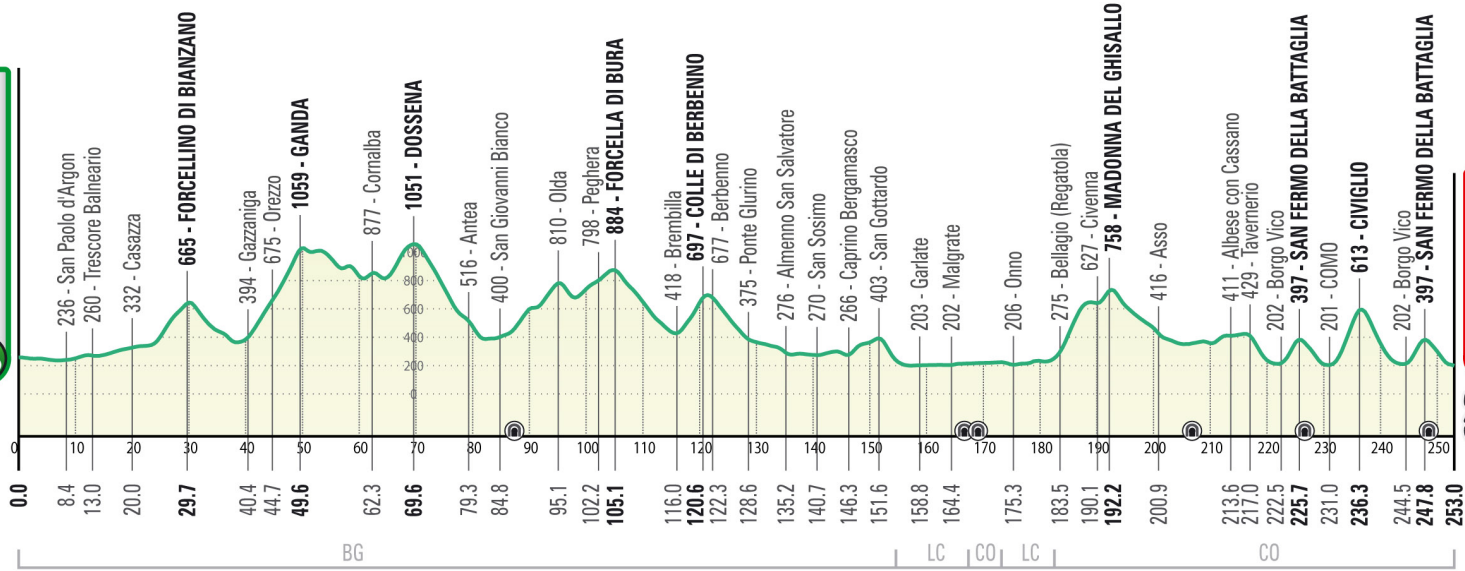 236 - San Paolo d'Argon
260 - Trescore Balneario
332 - Casazza
665 - FORCELLINO DI BIANZANO
394 - Gazzaniga
675 - Orezzo
1059 - GANDA
877 - Cornalba
1051 - DOSSENA
516 - Antea
400 - San Giovanni Bianco
810 - Olda
798 - Peghera
884 - FORCELLA DI BURA
418 - Brembilla
697 - COLLE DI BERBENNO
677 - Berbenno
375 - Ponte Giurino
276 - Almenno San Salvatore
270 - San Sosimo
266 - Caprino Bergamasco
403 - San Gottardo
203 - Garlate
202 - Malgrate
206 - Onno
275 - Bellagio (Regatola)
627 - Civenna
758 - MADONNA DEL GHISALLO
416 - Asso
411 - Albese con Cassano
429 - Tavernerio
202 - Borgo Vico
397 - SAN FERMO DELLA BATTAGLIA
201 - COMO
613 - CIVIGLIO
202 - Borgo Vico
397 - SAN FERMO DELLA BATTAGLIA
1000
800
600
400
200
0
0 10 20 30 40 50 60 70 80 90 100 110 120 130 140 150 160 170 180 190 200 210 220 230 240 250
0.0 8.4 13.0 20.0 29.7 40.4 44.7 49.6 62.3 69.6 79.3 84.8 95.1 102.2 105.1 116.0 120.6 122.3 128.6 135.2 140.7 146.3 151.6 158.8 164.4 175.3 183.5 190.1 192.2 200.9 213.6 217.0 222.5 225.7 231.0 236.3 244.5 247.8 253.0
BG LC CO LC CO